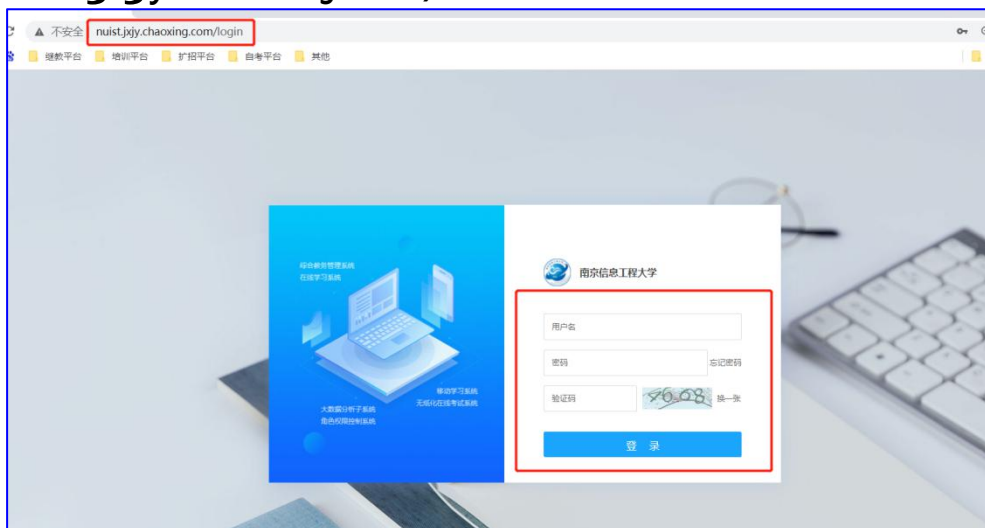 不安全 nuist.jxjy.chaoxing.com/login
继教平台 培训平台 扩招平台 自考平台 其他
综合教务管理系统
在线学习系统
南京信息工程大学
用户名
密码 忘记密码
移动学习系统
无纸化在线考试系统
验证码 换一张
大数据分析子系统
角色权限控制系统
登 录